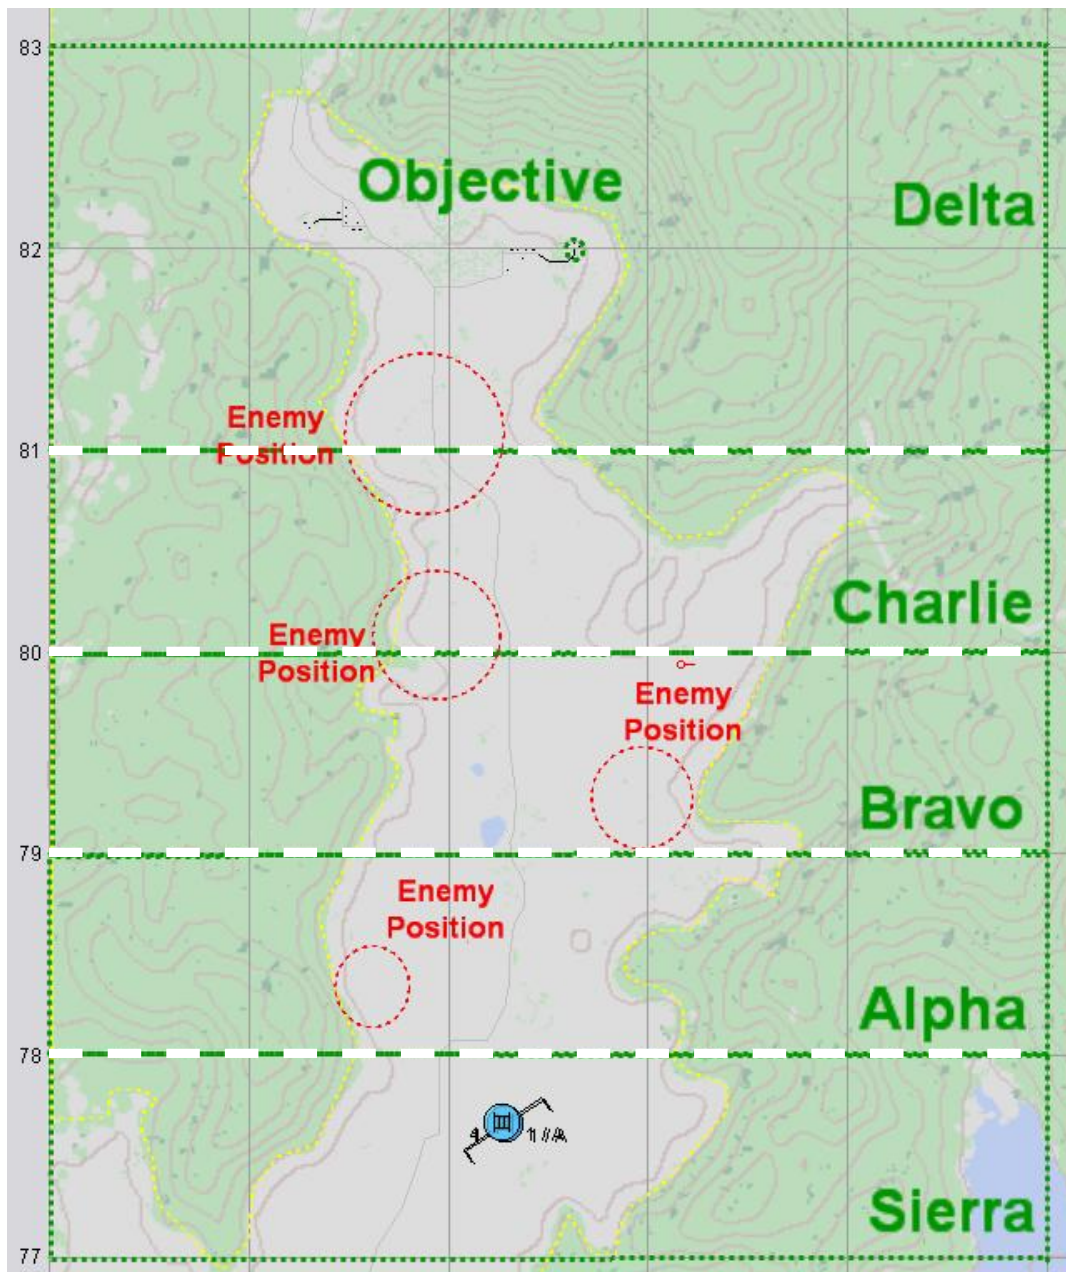 83
Objective
Delta
82
Enemy
Position
81
Charlie
Enemy
Position
80
Enemy
Position
Bravo
79
Enemy
Position
Alpha
78
1//A
Sierra
77